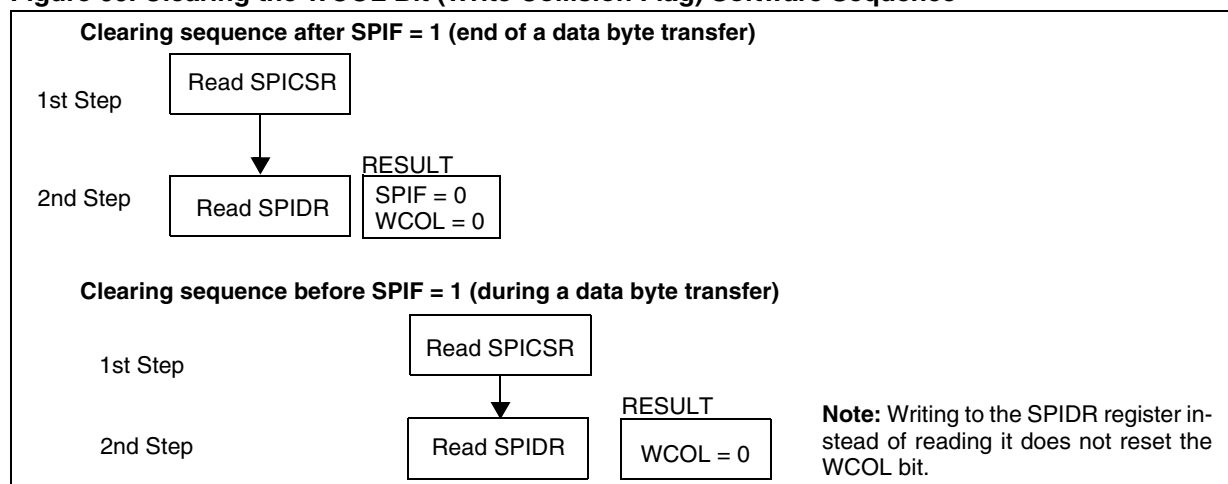 Clearing sequence after SPIF = 1 (end of a data byte transfer)
1st Step
Read SPICSR
2nd Step
Read SPIDR
RESULT
SPIF = 0
WCOL = 0
Clearing sequence before SPIF = 1 (during a data byte transfer)
1st Step
Read SPICSR
2nd Step
Read SPIDR
RESULT
WCOL = 0
Note: Writing to the SPIDR register in-
stead of reading it does not reset the
WCOL bit.